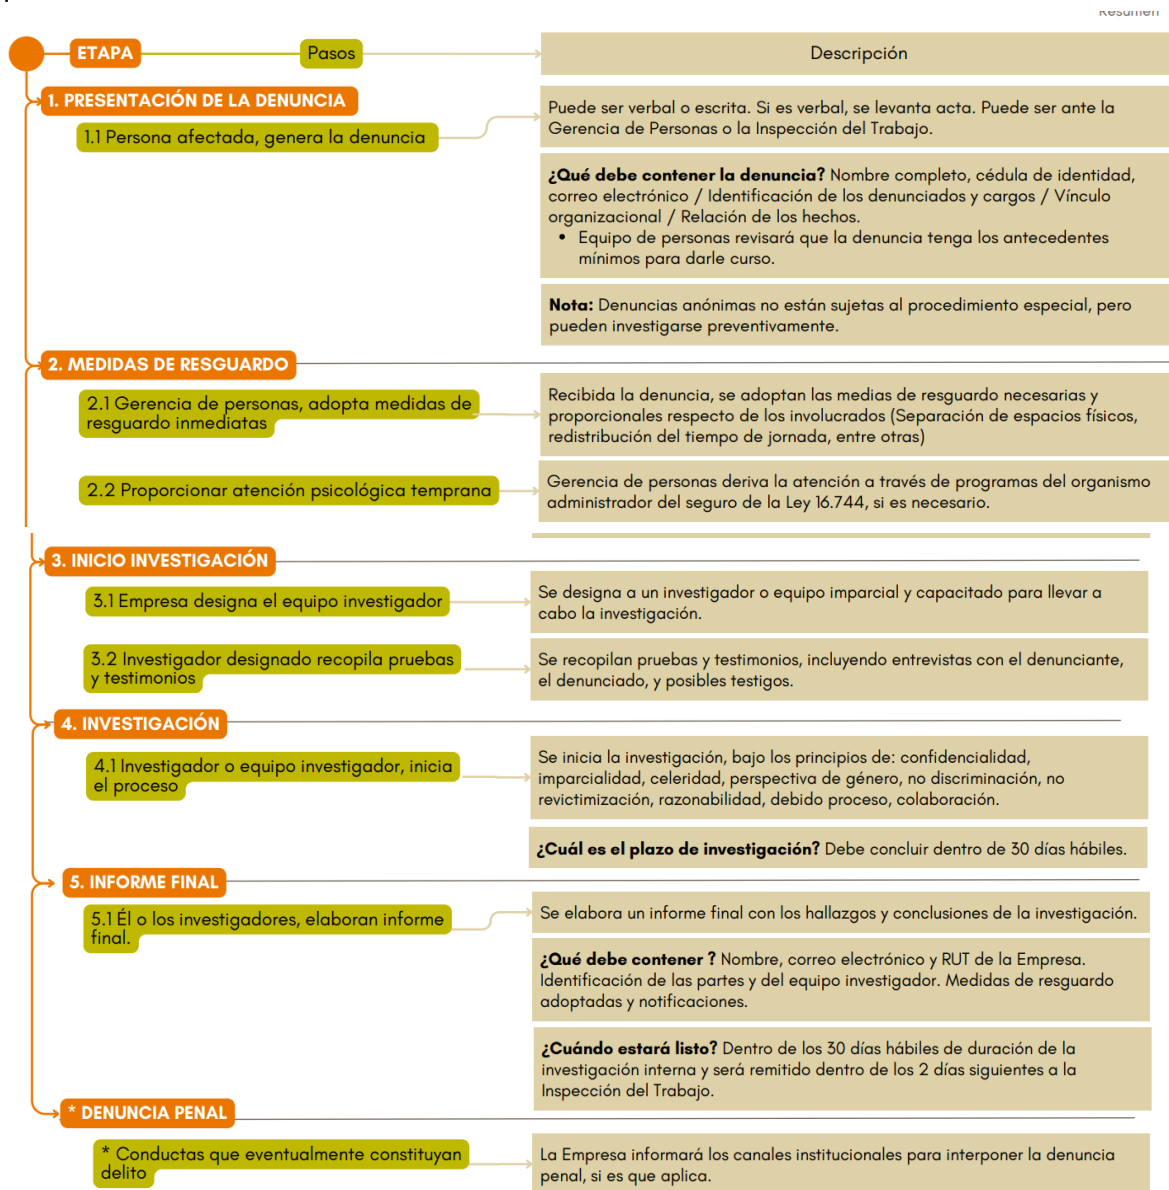 Resumen
ETAPA
Pasos
Descripción
1. PRESENTACIÓN DE LA DENUNCIA
1.1 Persona afectada, genera la denuncia
Puede ser verbal o escrita. Si es verbal, se levanta acta. Puede ser ante la
Gerencia de Personas o la Inspección del Trabajo.
¿Qué debe contener la denuncia? Nombre completo, cédula de identidad,
correo electrónico / Identificación de los denunciados y cargos / Vínculo
organizacional / Relación de los hechos.
• Equipo de personas revisará que la denuncia tenga los antecedentes
mínimos para darle curso.
Nota: Denuncias anónimas no están sujetas al procedimiento especial, pero
pueden investigarse preventivamente.
2. MEDIDAS DE RESGUARDO
2.1 Gerencia de personas, adopta medidas de
resguardo inmediatas
Recibida la denuncia, se adoptan las medias de resguardo necesarias y
proporcionales respecto de los involucrados (Separación de espacios físicos,
redistribución del tiempo de jornada, entre otras)
2.2 Proporcionar atención psicológica temprana
Gerencia de personas deriva la atención a través de programas del organismo
administrador del seguro de la Ley 16.744, si es necesario.
3. INICIO INVESTIGACIÓN
3.1 Empresa designa el equipo investigador
Se designa a un investigador o equipo imparcial y capacitado para llevar a
cabo la investigación.
3.2 Investigador designado recopila pruebas
y testimonios
Se recopilan pruebas y testimonios, incluyendo entrevistas con el denunciante,
el denunciado, y posibles testigos.
4. INVESTIGACIÓN
4.1 Investigador o equipo investigador, inicia
el proceso
Se inicia la investigación, bajo los principios de: confidencialidad,
imparcialidad, celeridad, perspectiva de género, no discriminación, no
revictimización, razonabilidad, debido proceso, colaboración.
¿Cuál es el plazo de investigación? Debe concluir dentro de 30 días hábiles.
5. INFORME FINAL
5.1 Él o los investigadores, elaboran informe
final.
Se elabora un informe final con los hallazgos y conclusiones de la investigación.
¿Qué debe contener ? Nombre, correo electrónico y RUT de la Empresa.
Identificación de las partes y del equipo investigador. Medidas de resguardo
adoptadas y notificaciones.
¿Cuándo estará listo? Dentro de los 30 días hábiles de duración de la
investigación interna y será remitido dentro de los 2 días siguientes a la
Inspección del Trabajo.
* DENUNCIA PENAL
* Conductas que eventualmente constituyan
delito
La Empresa informará los canales institucionales para interponer la denuncia
penal, si es que aplica.